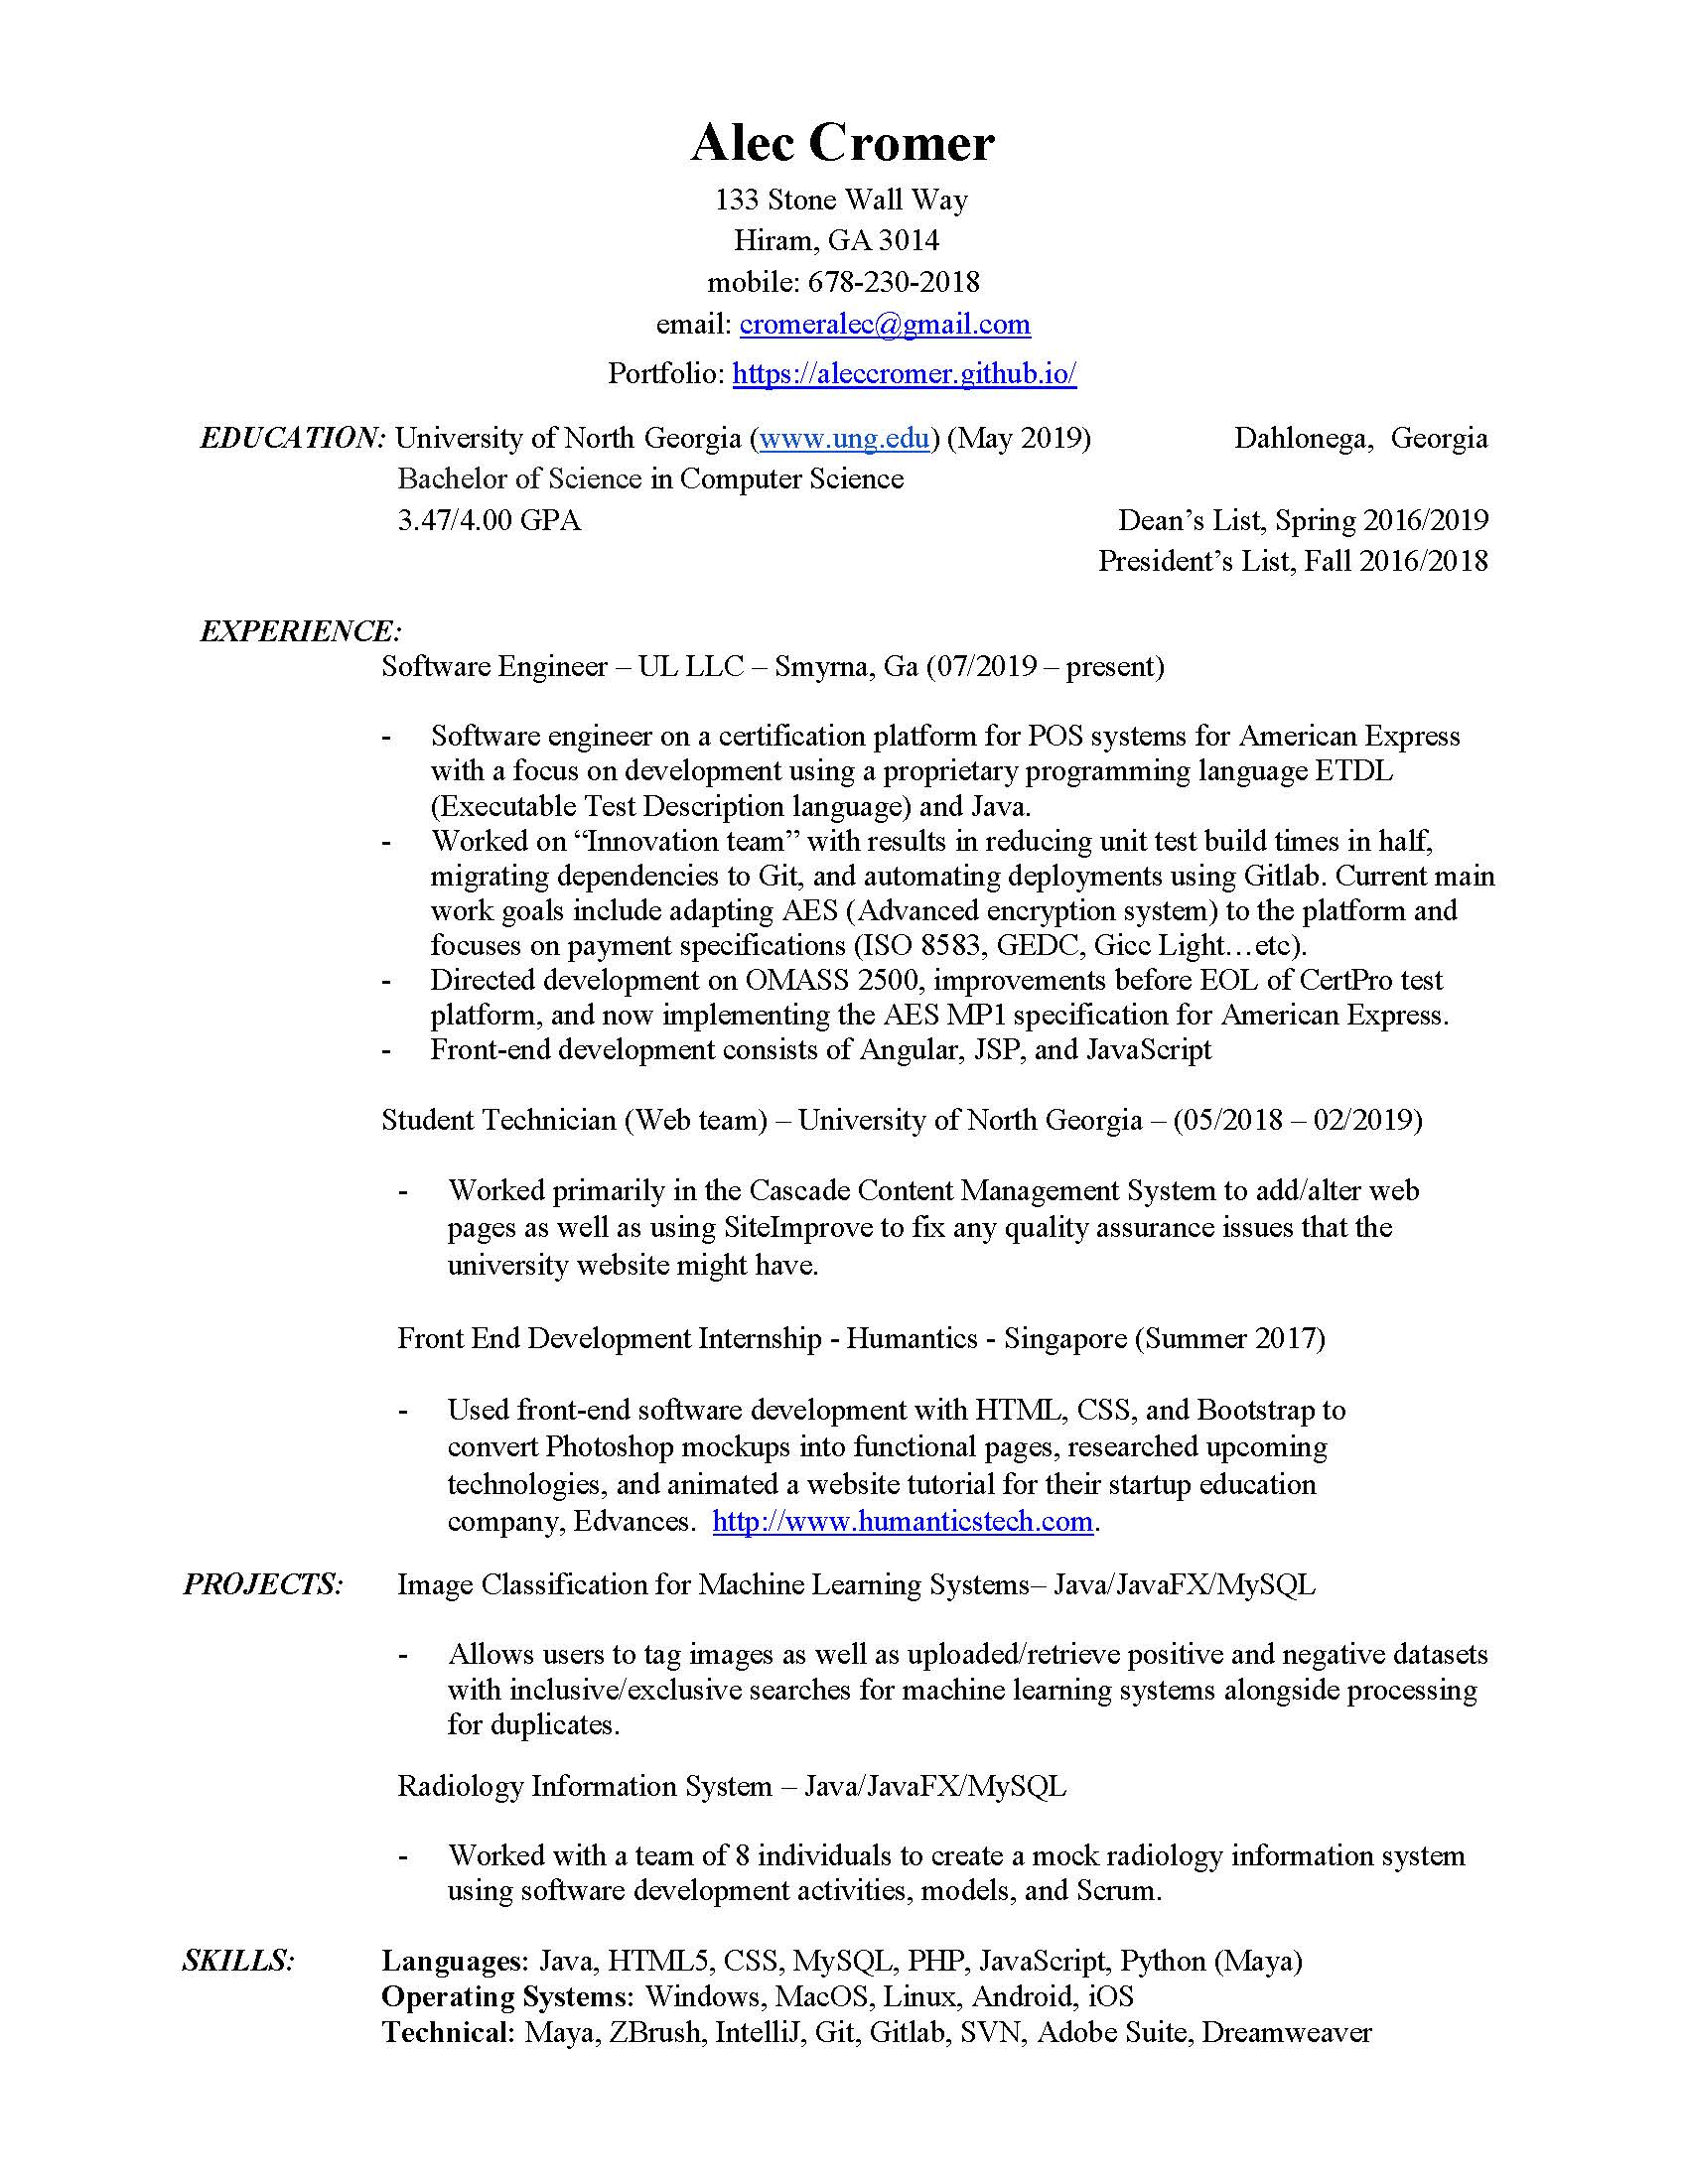 Alec Cromer
133 Stone Wall Way
Hiram, GA 3014
mobile: 678-230-2018
email: cromeralec@gmail.com
Portfolio: https://aleccromer.github.io/
EDUCATION: University of North Georgia (www.ung.edu) (May 2019) Dahlonega, Georgia
Bachelor of Science in Computer Science
3.47/4.00 GPA Dean’s List, Spring 2016/2019
President’s List, Fall 2016/2018
EXPERIENCE:
Software Engineer – UL LLC – Smyrna, Ga (07/2019 – present)
- Software engineer on a certification platform for POS systems for American Express
with a focus on development using a proprietary programming language ETDL
(Executable Test Description language) and Java.
- Worked on “Innovation team” with results in reducing unit test build times in half,
migrating dependencies to Git, and automating deployments using Gitlab. Current main
work goals include adapting AES (Advanced encryption system) to the platform and
focuses on payment specifications (ISO 8583, GEDC, Gicc Light…etc).
- Directed development on OMASS 2500, improvements before EOL of CertPro test
platform, and now implementing the AES MP1 specification for American Express.
- Front-end development consists of Angular, JSP, and JavaScript
Student Technician (Web team) – University of North Georgia – (05/2018 – 02/2019)
- Worked primarily in the Cascade Content Management System to add/alter web
pages as well as using SiteImprove to fix any quality assurance issues that the
university website might have.
Front End Development Internship - Humantics - Singapore (Summer 2017)
- Used front-end software development with HTML, CSS, and Bootstrap to
convert Photoshop mockups into functional pages, researched upcoming
technologies, and animated a website tutorial for their startup education
company, Edvances. http://www.humanticstech.com.
PROJECTS: Image Classification for Machine Learning Systems– Java/JavaFX/MySQL
- Allows users to tag images as well as uploaded/retrieve positive and negative datasets
with inclusive/exclusive searches for machine learning systems alongside processing
for duplicates.
Radiology Information System – Java/JavaFX/MySQL
- Worked with a team of 8 individuals to create a mock radiology information system
using software development activities, models, and Scrum.
SKILLS: Languages: Java, HTML5, CSS, MySQL, PHP, JavaScript, Python (Maya)
Operating Systems: Windows, MacOS, Linux, Android, iOS
Technical: Maya, ZBrush, IntelliJ, Git, Gitlab, SVN, Adobe Suite, Dreamweaver